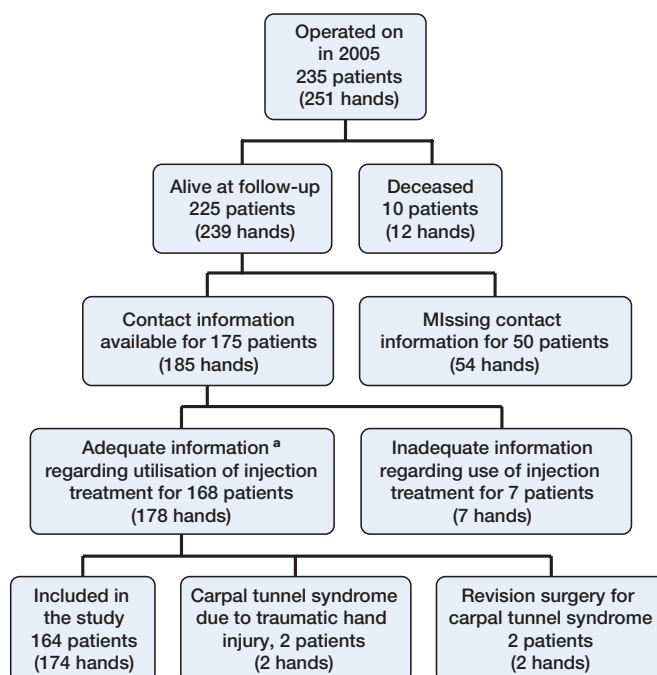 Operated on
in 2005
235 patients
(251 hands)
Alive at follow-up
225 patients
(239 hands)
Deceased
10 patients
(12 hands)
Contact information
available for 175 patients
(185 hands)
MIssing contact
information for 50 patients
(54 hands)
Adequate information a
regarding utilisation of injection
treatment for 168 patients
(178 hands)
Inadequate information
regarding use of injection
treatment for 7 patients
(7 hands)
Included in
the study
164 patients
(174 hands)
Carpal tunnel syndrome
due to traumatic hand
injury, 2 patients
(2 hands)
Revision surgery for
carpal tunnel syndrome
2 patients
(2 hands)